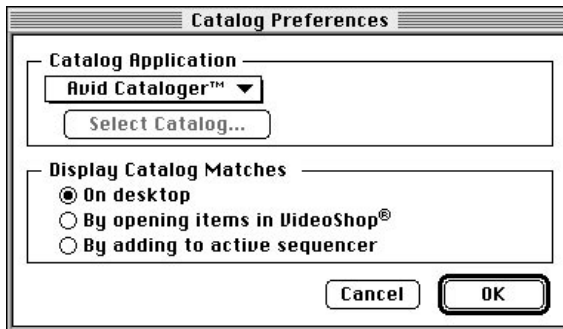 Catalog Preferences
Catalog Application
Avid Cataloger™
Select Catalog...
Display Catalog Matches
On desktop
By opening items in VideoShop®
By adding to active sequencer
Cancel
OK